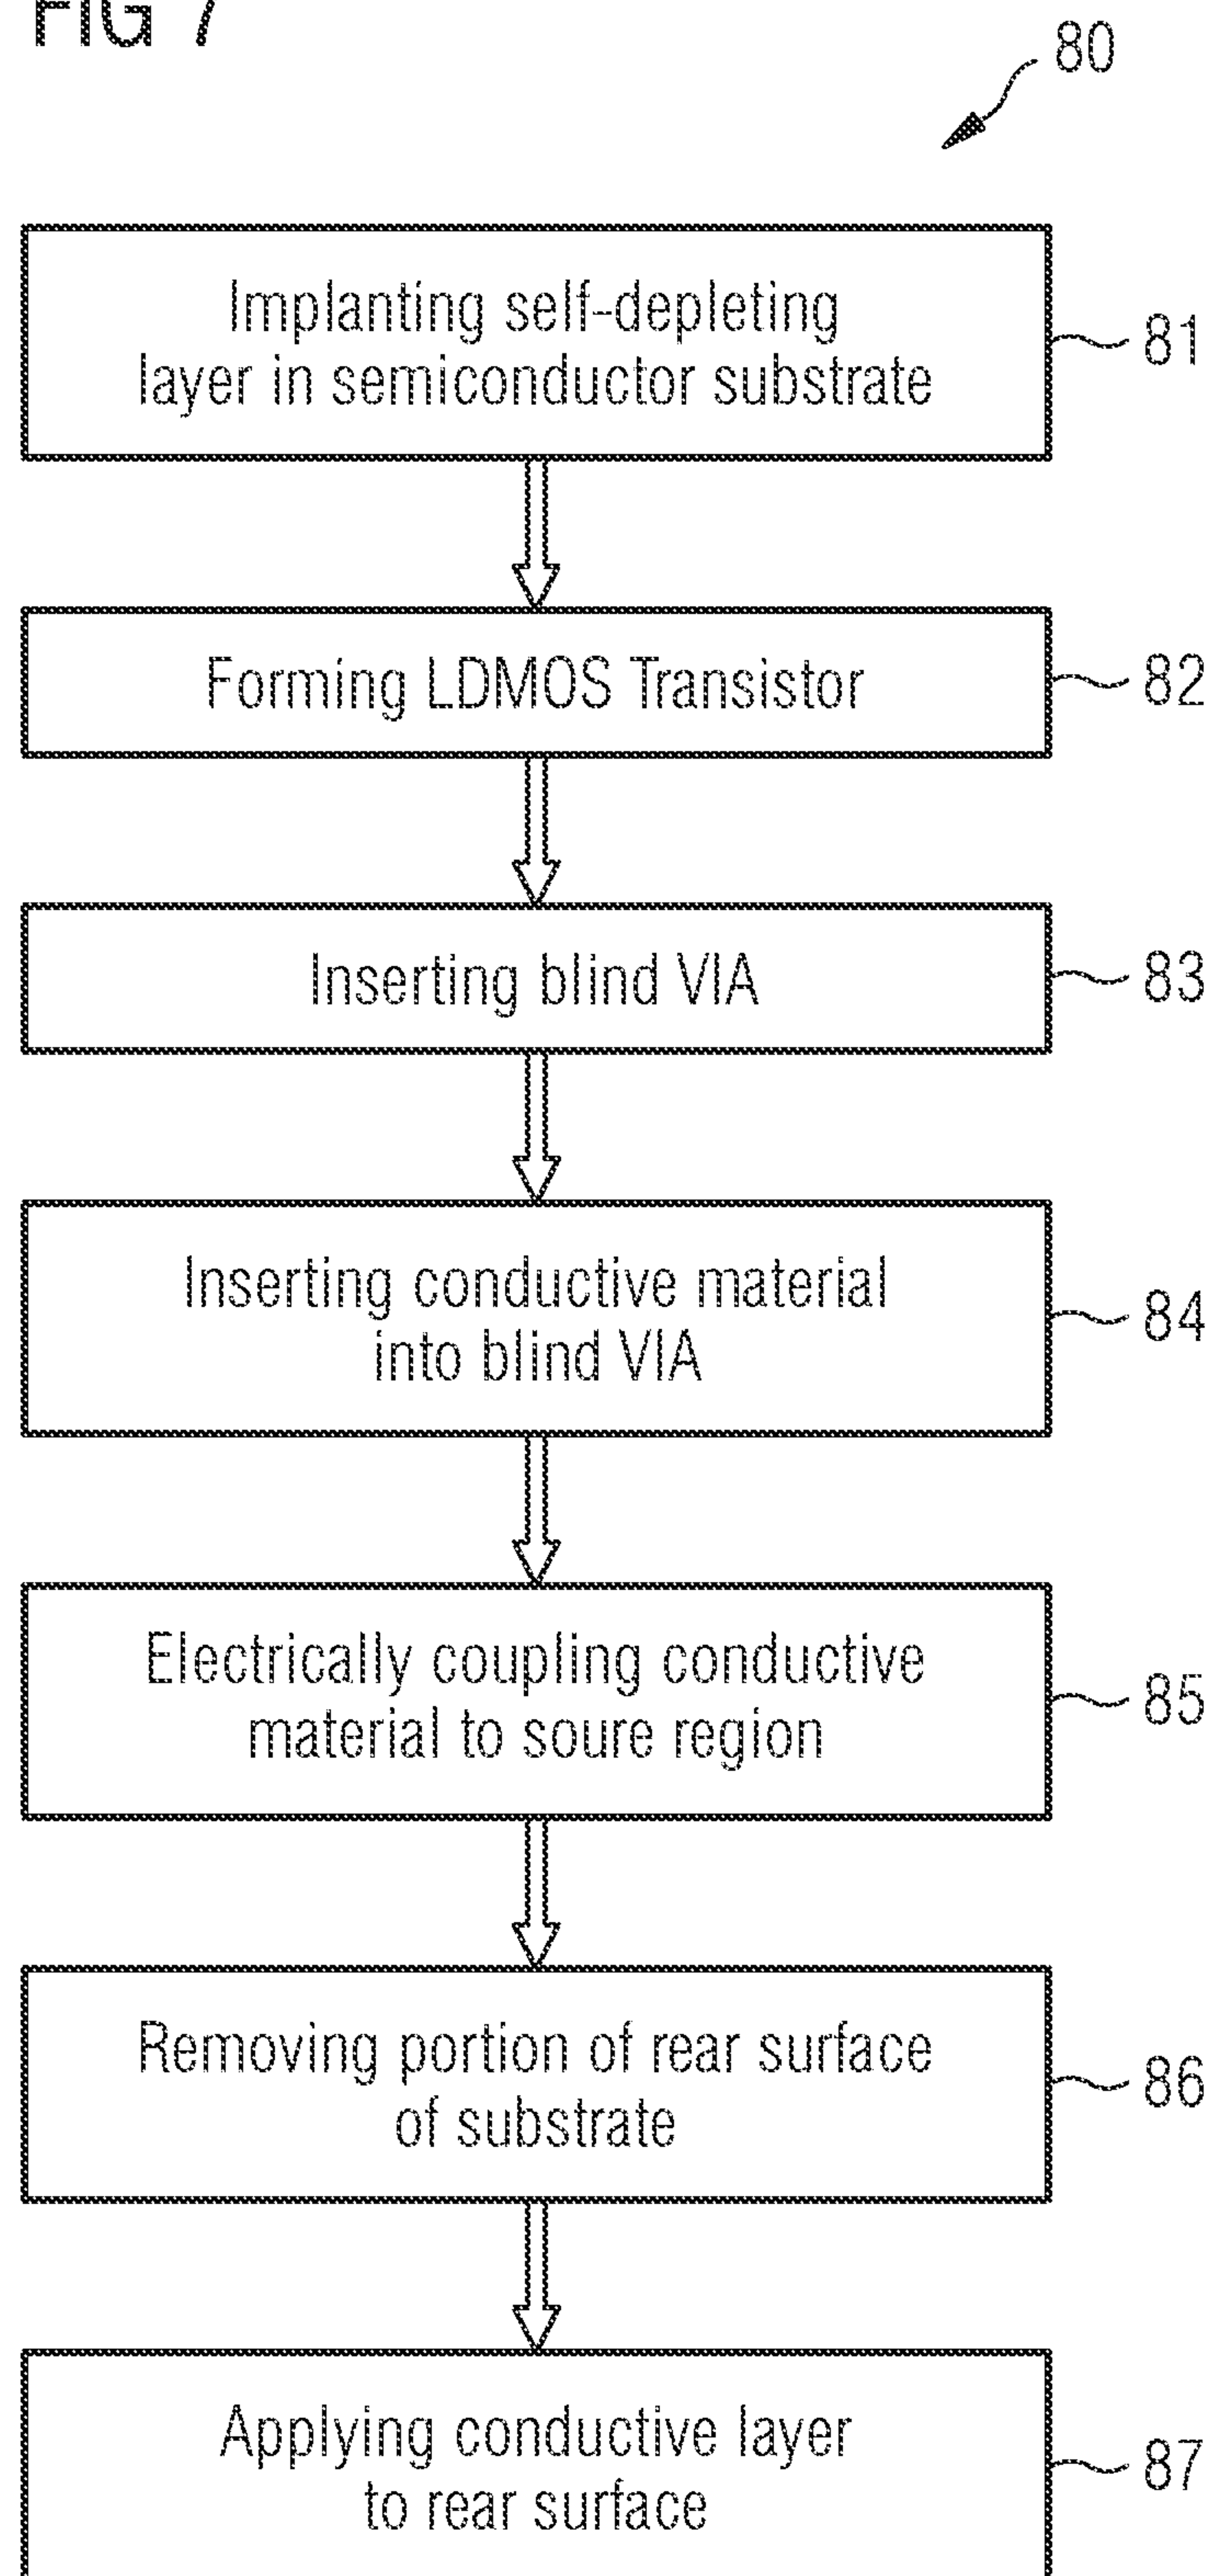 FIG 7
80
Implanting self-depleting
layer in semiconductor substrate
81
Forming LDMOS Transistor
82
Inserting blind VIA
83
Inserting conductive material
into blind VIA
84
Electrically coupling conductive
material to soure region
85
Removing portion of rear surface
of substrate
86
Applying conductive layer
to rear surface
87